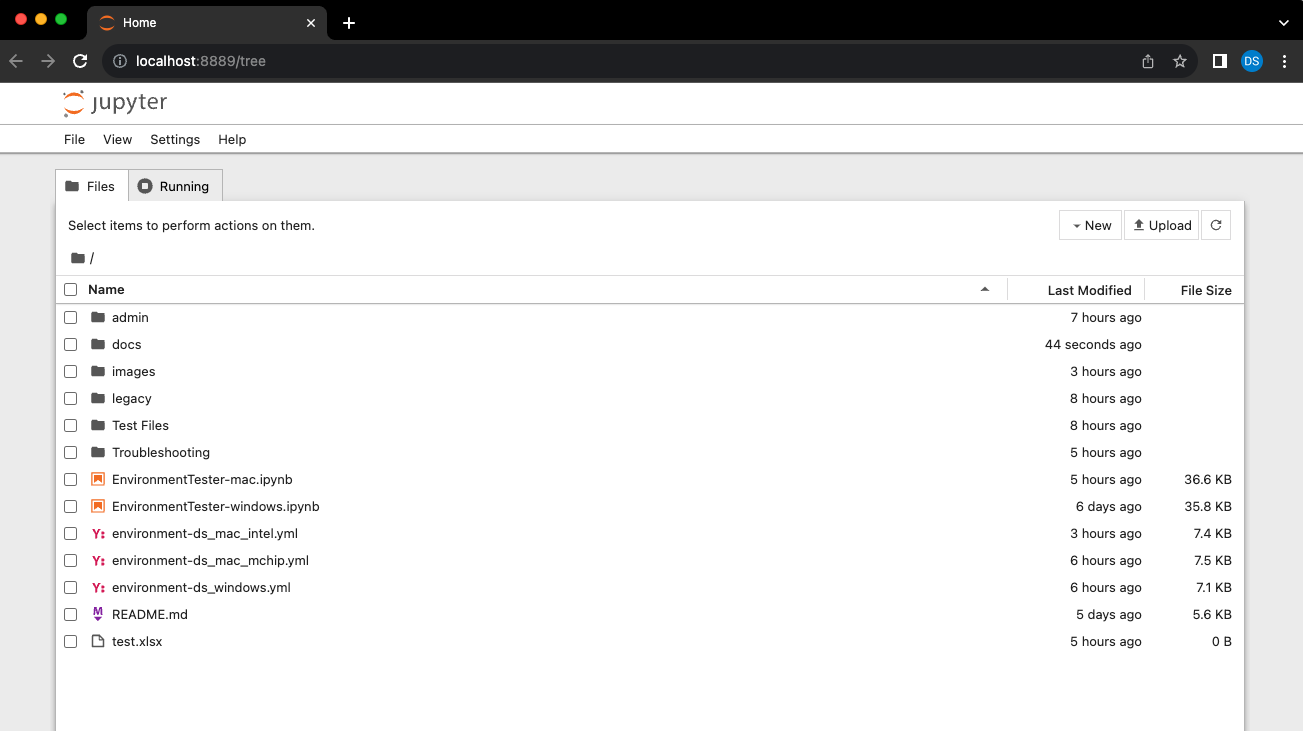 Home
localhost:8889/tree
DS
jupyter
File View Settings Help
Files Running
Select items to perform actions on them.
New Upload
/
Name Last Modified File Size
admin 7 hours ago
docs 44 seconds ago
images 3 hours ago
legacy 8 hours ago
Test Files 8 hours ago
Troubleshooting 5 hours ago
EnvironmentTester-mac.ipynb 5 hours ago 36.6 KB
EnvironmentTester-windows.ipynb 6 days ago 35.8 KB
Y: environment-ds_mac_intel.yml 3 hours ago 7.4 KB
Y: environment-ds_mac_mchip.yml 6 hours ago 7.5 KB
Y: environment-ds_windows.yml 6 hours ago 7.1 KB
M README.md 5 days ago 5.6 KB
test.xlsx 5 hours ago 0 B